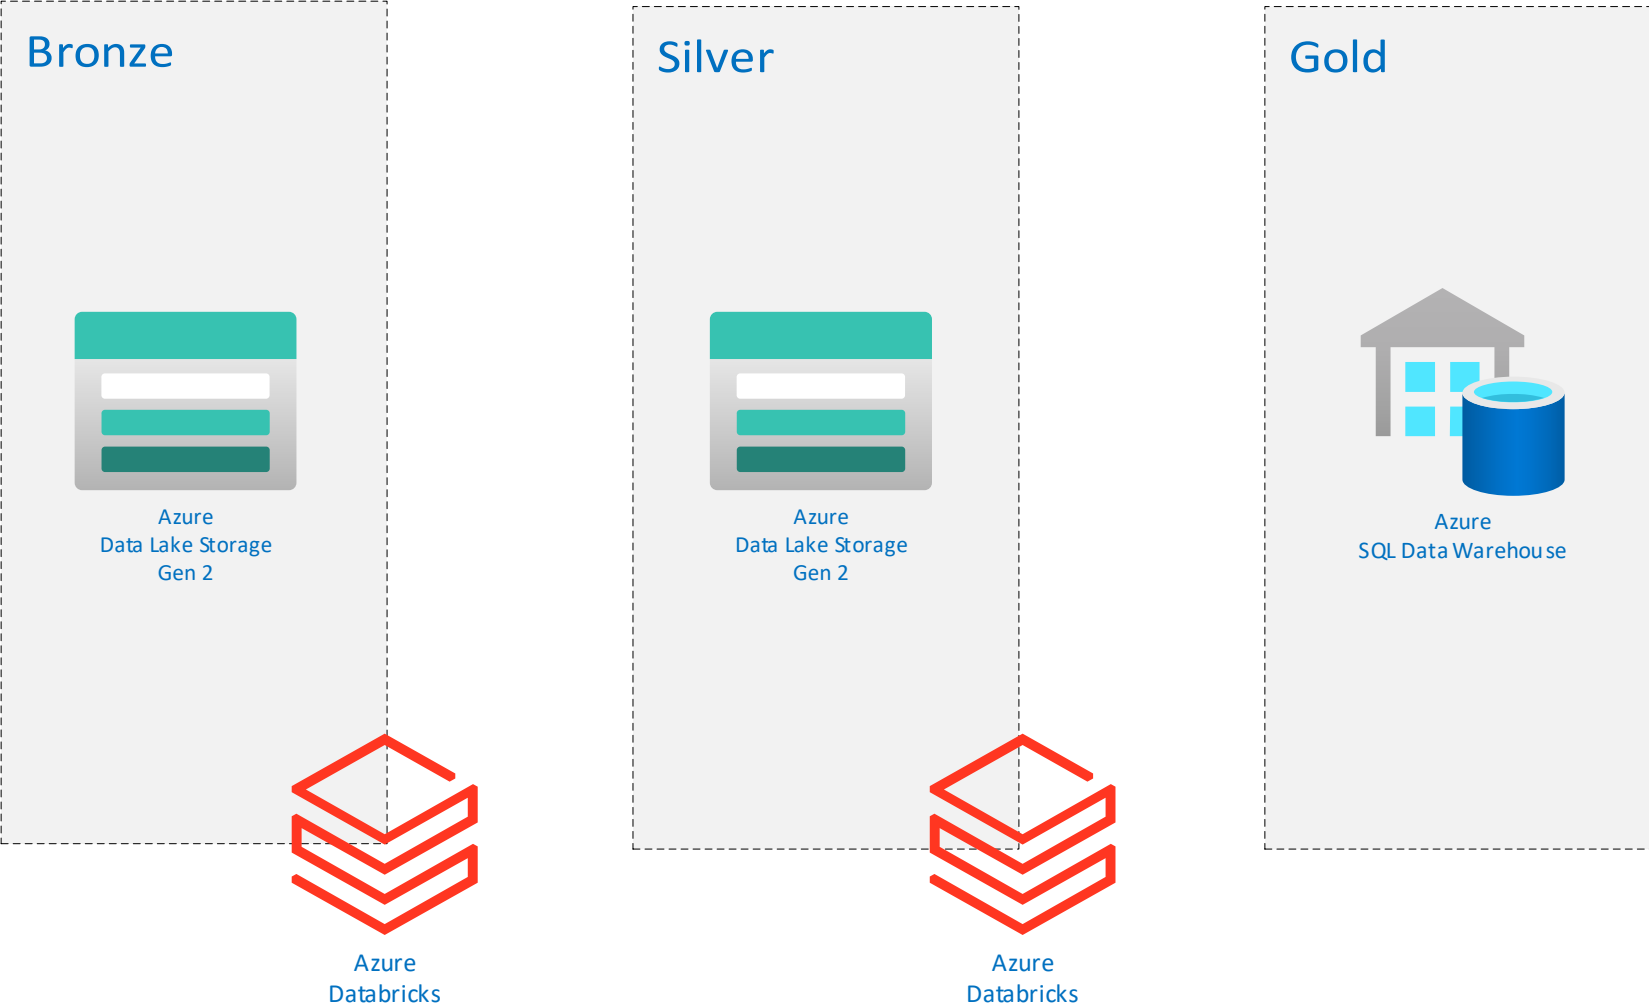 Bronze
Silver
Gold
Azure
Data Lake Storage
Gen 2
Azure
Data Lake Storage
Gen 2
Azure
SQL Data Warehouse
Azure
Databricks
Azure
Databricks